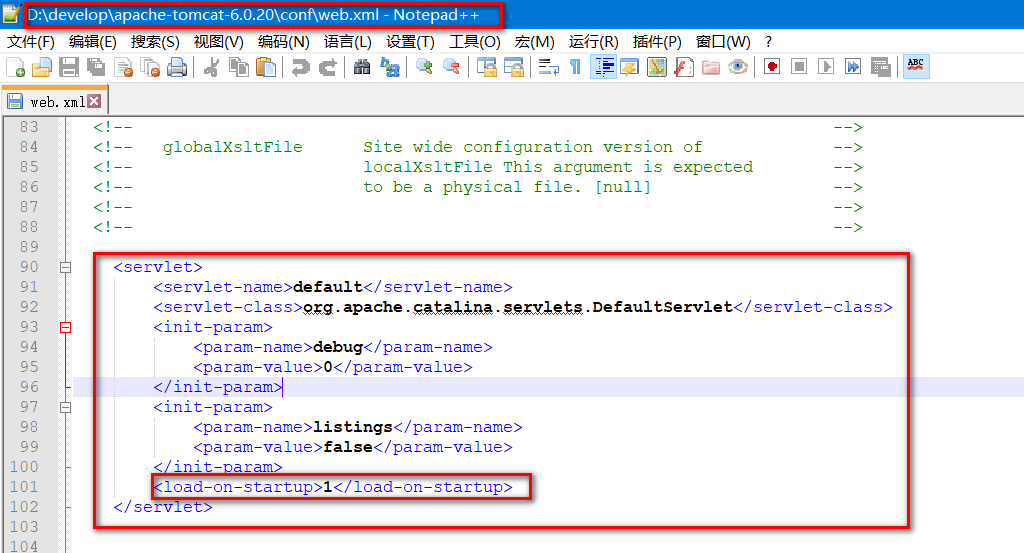 D:\develop\apache-tomcat-6.0.20\conf\web.xml - Notepad++
文件(F) 编辑(E) 搜索(S) 视图(V) 编码(N) 语言(L) 设置(T) 工具(O) 宏(M) 运行(R) 插件(P) 窗口(W) ?
ABC
web.xml
83 <!-- -->
84 <!-- globalXsltFile Site wide configuration version of -->
85 <!-- localXsltFile This argument is expected -->
86 <!-- to be a physical file. [null] -->
87 <!-- -->
88 <!-- -->
89
90 <servlet>
91 <servlet-name>default</servlet-name>
92 <servlet-class>org.apache.catalina.servlets.DefaultServlet</servlet-class>
93 <init-param>
94 <param-name>debug</param-name>
95 <param-value>0</param-value>
96 </init-param>
97 <init-param>
98 <param-name>listings</param-name>
99 <param-value>false</param-value>
100 </init-param>
101 <load-on-startup>1</load-on-startup>
102 </servlet>
103
104